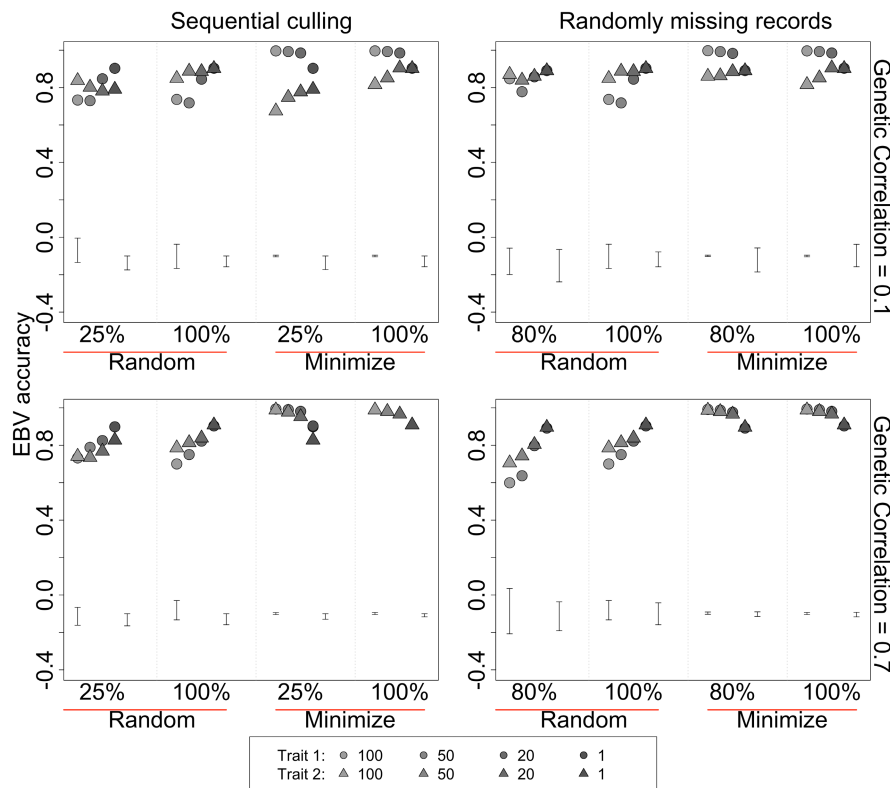 Sequential culling
Randomly missing records
EBV accuracy
0.8
0.4
0.0
-0.4
25% 100% 25% 100%
Random Minimize
80% 100% 80% 100%
Random Minimize
Genetic Correlation = 0.1
0.8
0.4
0.0
-0.4
25% 100% 25% 100%
Random Minimize
80% 100% 80% 100%
Random Minimize
Genetic Correlation = 0.7
Trait 1: 100 50 20 1
Trait 2: 100 50 20 1